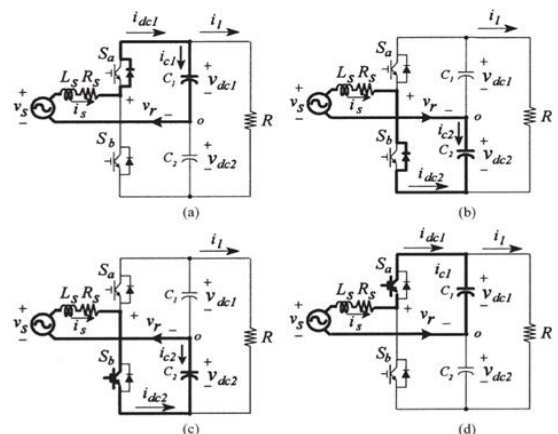 i_dc1 i_l
S_a i_c1 + C_1 v_dc1 −
L_s R_s
v_s + − i_s + v_r − o R
S_b C_2 + v_dc2 −
(a)
i_l
S_a + C_1 v_dc1 −
L_s R_s
v_s + − i_s + v_r − o R
S_b i_c2 C_2 + v_dc2 −
i_dc2
(b)
i_l
S_a + C_1 v_dc1 −
L_s R_s
v_s + − i_s + v_r − o R
S_b i_c2 C_2 + v_dc2 −
i_dc2
(c)
i_dc1 i_l
S_a i_c1 + C_1 v_dc1 −
L_s R_s
v_s + − i_s + v_r − o R
S_b C_2 + v_dc2 −
(d)